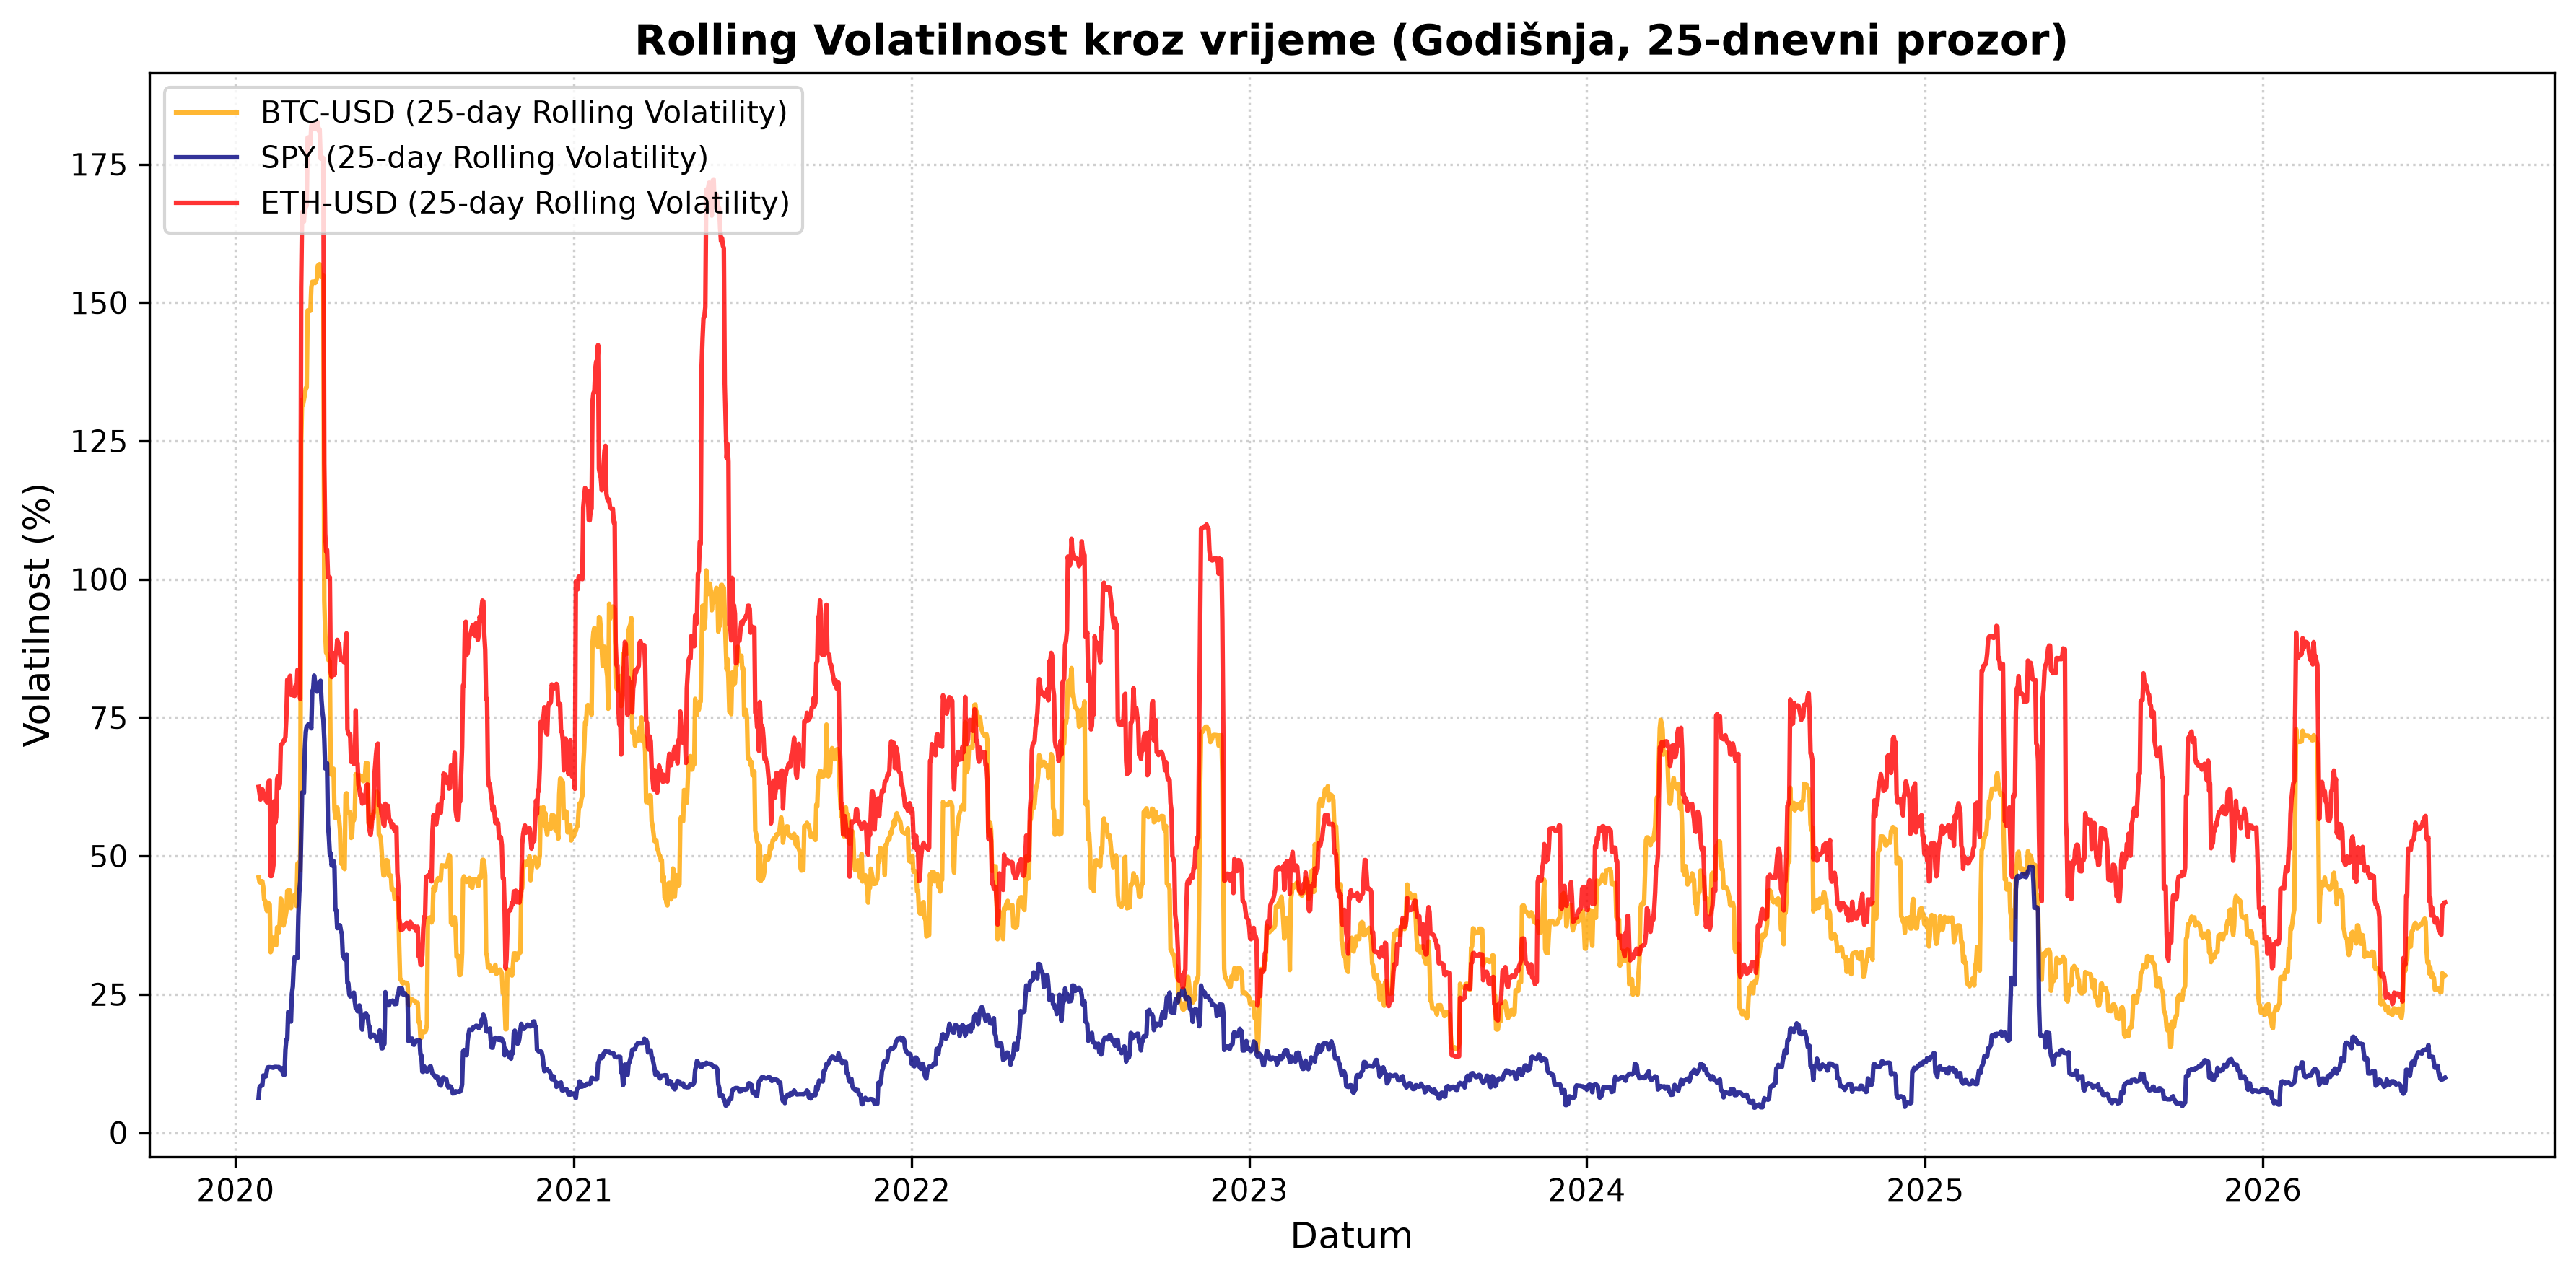 Rolling Volatilnost kroz vrijeme (Godišnja, 25-dnevni prozor)
BTC-USD (25-day Rolling Volatility)
SPY (25-day Rolling Volatility)
ETH-USD (25-day Rolling Volatility)
Volatilnost (%)
175
150
125
100
75
50
25
0
2020 2021 2022 2023 2024 2025 2026
Datum